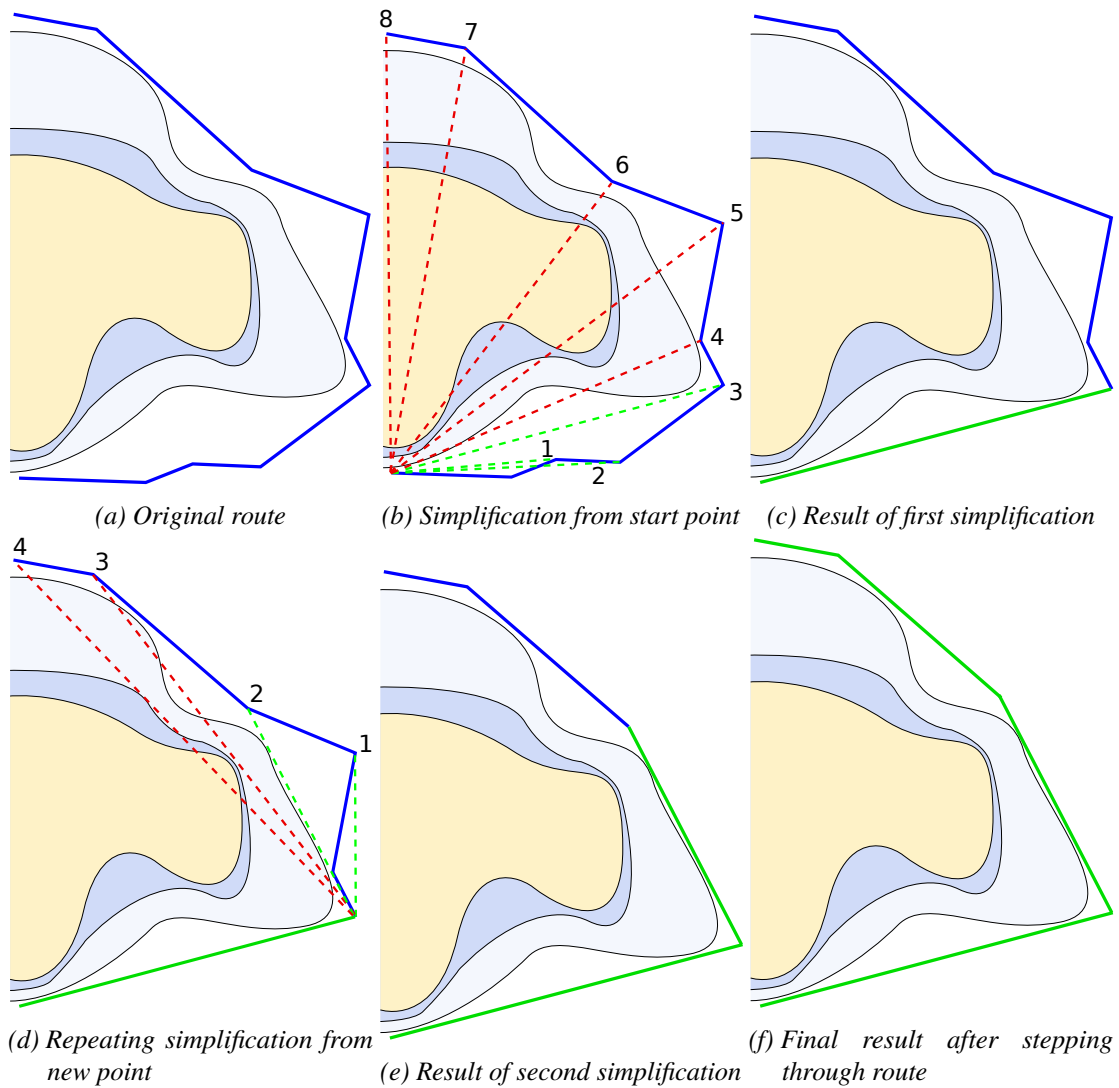 8
7
6
5
4
3
1
2
(a) Original route
(b) Simplification from start point
(c) Result of first simplification
4
3
2
1
(d) Repeating simplification from
new point
(e) Result of second simplification
(f) Final result after stepping
through route